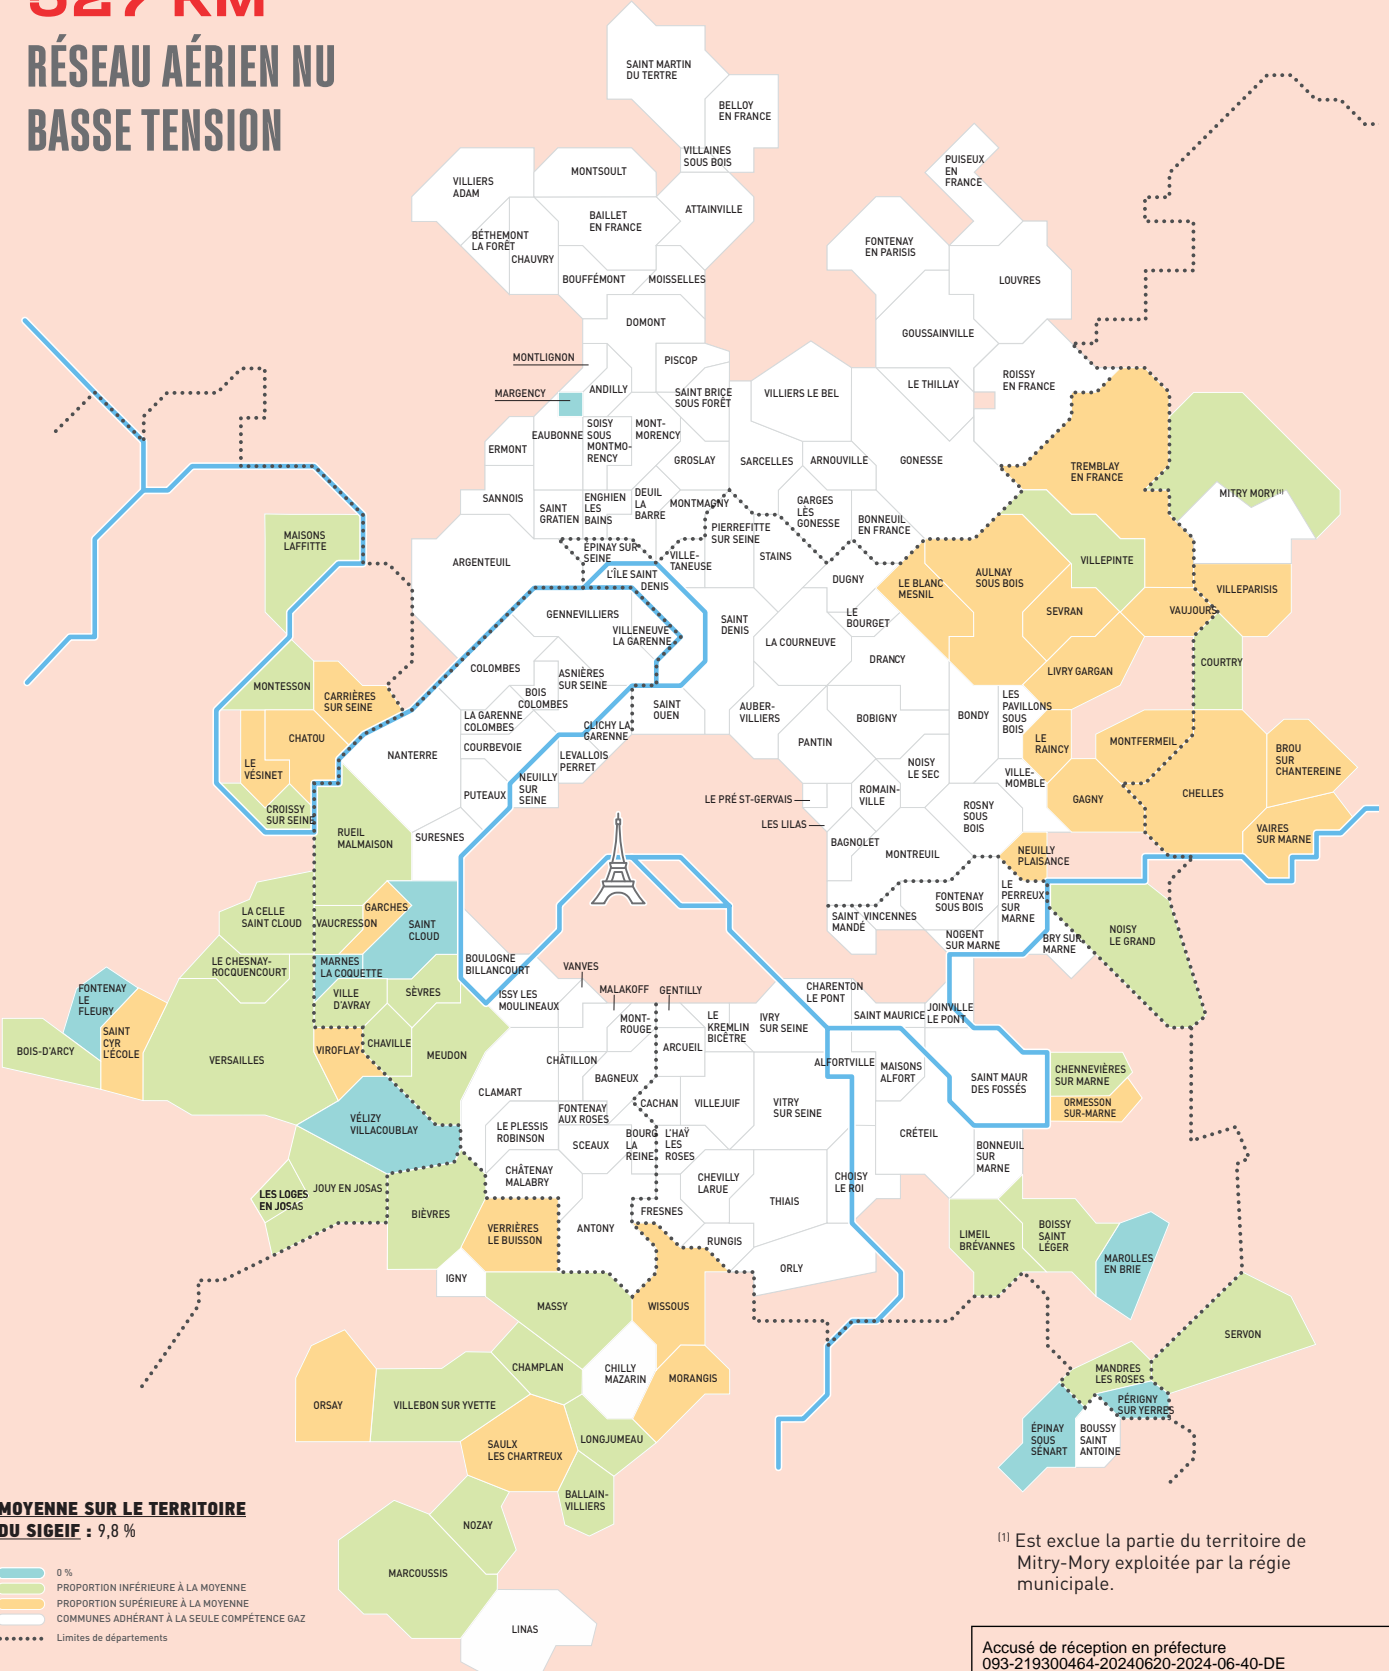 527 KM
RÉSEAU AÉRIEN NU
BASSE TENSION
SAINT MARTIN
DU TERTRE
BELLOY
EN FRANCE
VILLAINES
SOUS BOIS
VILLIERS
ADAM
MONTSOULT
PUISEUX
EN
FRANCE
BAILLET
EN FRANCE
ATTAINVILLE
BÉTHEMONT
LA FORÊT
CHAUVRY
FONTENAY
EN PARISIS
BOUFFÉMONT
MOISSELLES
LOUVRES
DOMONT
GOUSSAINVILLE
MONTLIGNON
PISCOP
ROISSY
EN FRANCE
MARGENCY
ANDILLY
SAINT BRICE
SOUS FORÊT
VILLIERS LE BEL
LE THILLAY
EAUBONNE
SOISY
SOUS
MONTMO-
RENCY
MONT-
MORENCY
ERMONT
GROSLAY
SARCELLES
ARNOUVILLE
GONESSE
TREMBLAY
EN FRANCE
MITRY MORY(1)
SANNOIS
SAINT
GRATIEN
ENGHIEN
LES
BAINS
DEUIL
LA
BARRE
MONTMAGNY
GARGES
LÈS
GONESSE
BONNEUIL
EN FRANCE
MAISONS
LAFFITTE
ARGENTEUIL
ÉPINAY SUR
SEINE
VILLE-
TANEUSE
PIERREFITTE
SUR SEINE
STAINS
VILLEPINTE
L'ÎLE SAINT
DENIS
DUGNY
LE BLANC
MESNIL
AULNAY
SOUS BOIS
VILLEPARISIS
GENNEVILLIERS
VILLENEUVE
LA GARENNE
SAINT
DENIS
LE
BOURGET
SEVRAN
VAUJOURS
LA COURNEUVE
DRANCY
COURTRY
COLOMBES
ASNIÈRES
SUR SEINE
LIVRY GARGAN
MONTESSON
CARRIÈRES
SUR SEINE
BOIS
COLOMBES
SAINT
OUEN
AUBER-
VILLIERS
BOBIGNY
BONDY
LES
PAVILLONS
SOUS
BOIS
LA GARENNE
COLOMBES
CLICHY LA
GARENNE
CHATOU
NANTERRE
COURBEVOIE
LEVALLOIS
PERRET
PANTIN
LE
RAINCY
MONTFERMEIL
BROU
SUR
CHANTEREINE
LE
VÉSINET
NEUILLY
SUR
SEINE
NOISY
LE SEC
VILLE-
MOMBLE
PUTEAUX
LE PRÉ ST-GERVAIS
ROMAIN-
VILLE
GAGNY
CHELLES
CROISSY
SUR SEINE
LES LILAS
ROSNY
SOUS
BOIS
RUEIL
MALMAISON
SURESNES
BAGNOLET
MONTREUIL
NEUILLY
PLAISANCE
VAIRES
SUR MARNE
LA CELLE
SAINT CLOUD
VAUCRESSON
GARCHES
SAINT
CLOUD
SAINT
MANDÉ
VINCENNES
FONTENAY
SOUS BOIS
LE
PERREUX
SUR
MARNE
NOGENT
SUR MARNE
BRY SUR
MARNE
NOISY
LE GRAND
LE CHESNAY-
ROCQUENCOURT
MARNES
LA COQUETTE
BOULOGNE
BILLANCOURT
VANVES
FONTENAY
LE
FLEURY
VILLE
D'AVRAY
SÈVRES
ISSY LES
MOULINEAUX
MALAKOFF
GENTILLY
CHARENTON
LE PONT
SAINT
CYR
L'ÉCOLE
MONT-
ROUGE
LE
KREMLIN
BICÊTRE
IVRY
SUR SEINE
SAINT MAURICE
JOINVILLE
LE PONT
BOIS-D'ARCY
VERSAILLES
VIROFLAY
CHAVILLE
MEUDON
CHÂTILLON
ARCUEIL
ALFORTVILLE
MAISONS
ALFORT
SAINT MAUR
DES FOSSÉS
CHENNEVIÈRES
SUR MARNE
CLAMART
BAGNEUX
ORMESSON
SUR-MARNE
VÉLIZY
VILLACOUBLAY
FONTENAY
AUX ROSES
CACHAN
VILLEJUIF
VITRY
SUR SEINE
LE PLESSIS
ROBINSON
SCEAUX
BOURG
LA
REINE
L'HAŸ
LES
ROSES
CRÉTEIL
BONNEUIL
SUR
MARNE
CHÂTENAY
MALABRY
CHEVILLY
LARUE
CHOISY
LE ROI
LES LOGES
EN JOSAS
JOUY EN JOSAS
BIÈVRES
THIAIS
VERRIÈRES
LE BUISSON
ANTONY
FRESNES
RUNGIS
LIMEIL
BRÉVANNES
BOISSY
SAINT
LÉGER
MAROLLES
EN BRIE
IGNY
ORLY
MASSY
WISSOUS
SERVON
CHAMPLAN
CHILLY
MAZARIN
MORANGIS
MANDRES
LES ROSES
ORSAY
VILLEBON SUR YVETTE
PÉRIGNY
SUR YERRES
SAULX
LES CHARTREUX
LONGJUMEAU
ÉPINAY
SOUS
SÉNART
BOUSSY
SAINT
ANTOINE
BALLAIN-
VILLIERS
NOZAY
MARCOUSSIS
LINAS
MOYENNE SUR LE TERRITOIRE
DU SIGEIF : 9,8 %
0 %
PROPORTION INFÉRIEURE À LA MOYENNE
PROPORTION SUPÉRIEURE À LA MOYENNE
COMMUNES ADHÉRANT À LA SEULE COMPÉTENCE GAZ
Limites de départements
(1) Est exclue la partie du territoire de
Mitry-Mory exploitée par la régie
municipale.
Accusé de réception en préfecture
093-219300464-20240620-2024-06-40-DE